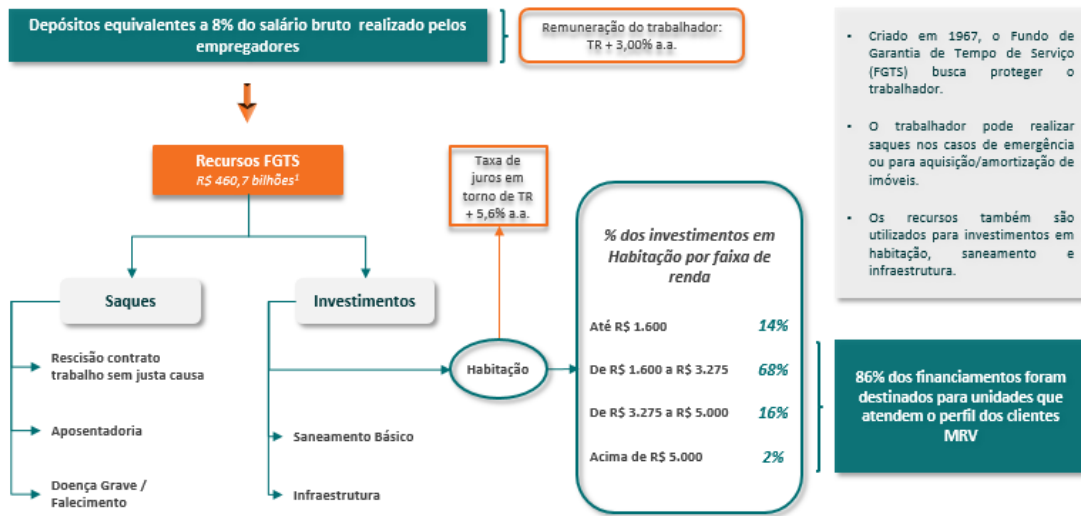 Depósitos equivalentes a 8% do salário bruto realizado pelos
empregadores
Remuneração do trabalhador:
TR + 3,00% a.a.
• Criado em 1967, o Fundo de
Garantia de Tempo de Serviço
(FGTS) busca proteger o
trabalhador.
• O trabalhador pode realizar
saques nos casos de emergência
ou para aquisição/amortização de
imóveis.
• Os recursos também são
utilizados para investimentos em
habitação, saneamento e
infraestrutura.
Recursos FGTS
R$ 460,7 bilhões¹
Taxa de
juros em
torno de TR
+ 5,6% a.a.
Saques
Rescisão contrato
trabalho sem justa causa
Aposentadoria
Doença Grave /
Falecimento
Investimentos
Habitação
Saneamento Básico
Infraestrutura
% dos investimentos em
Habitação por faixa de
renda
Até R$ 1.600 14%
De R$ 1.600 a R$ 3.275 68%
De R$ 3.275 a R$ 5.000 16%
Acima de R$ 5.000 2%
86% dos financiamentos foram
destinados para unidades que
atendem o perfil dos clientes
MRV